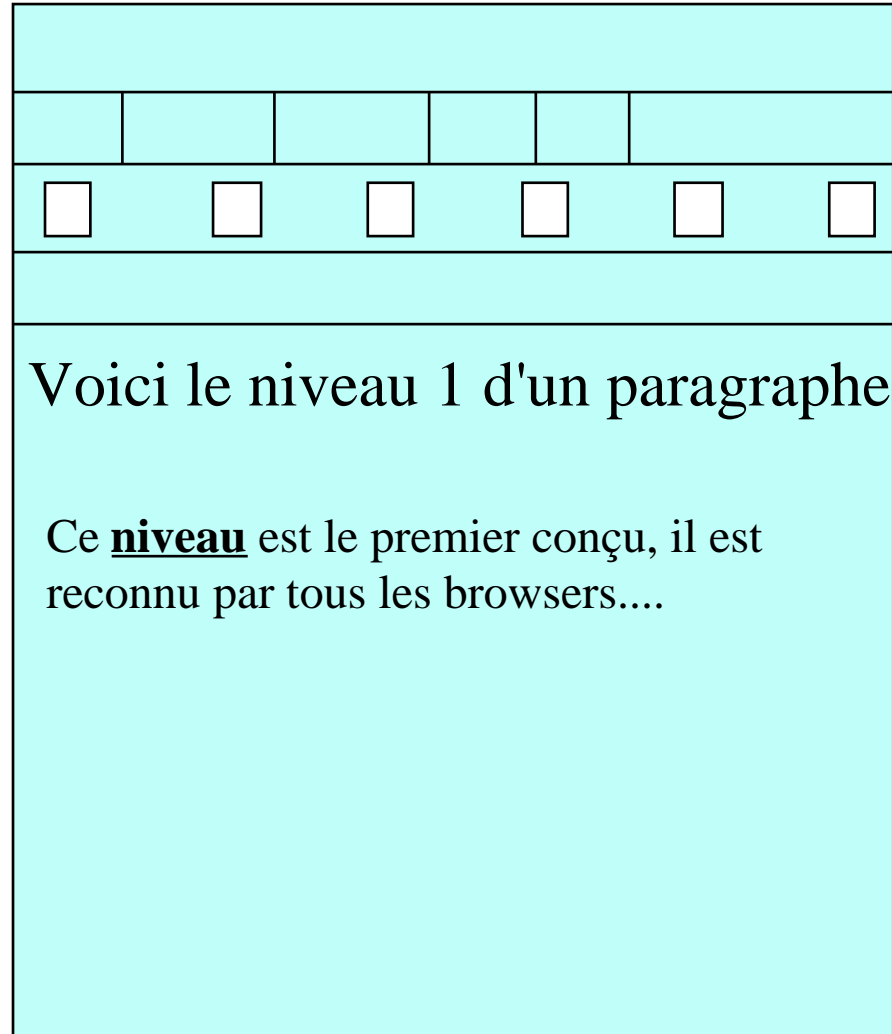 Voici le niveau 1 d'un paragraphe
Ce niveau est le premier conçu, il est
reconnu par tous les browsers....